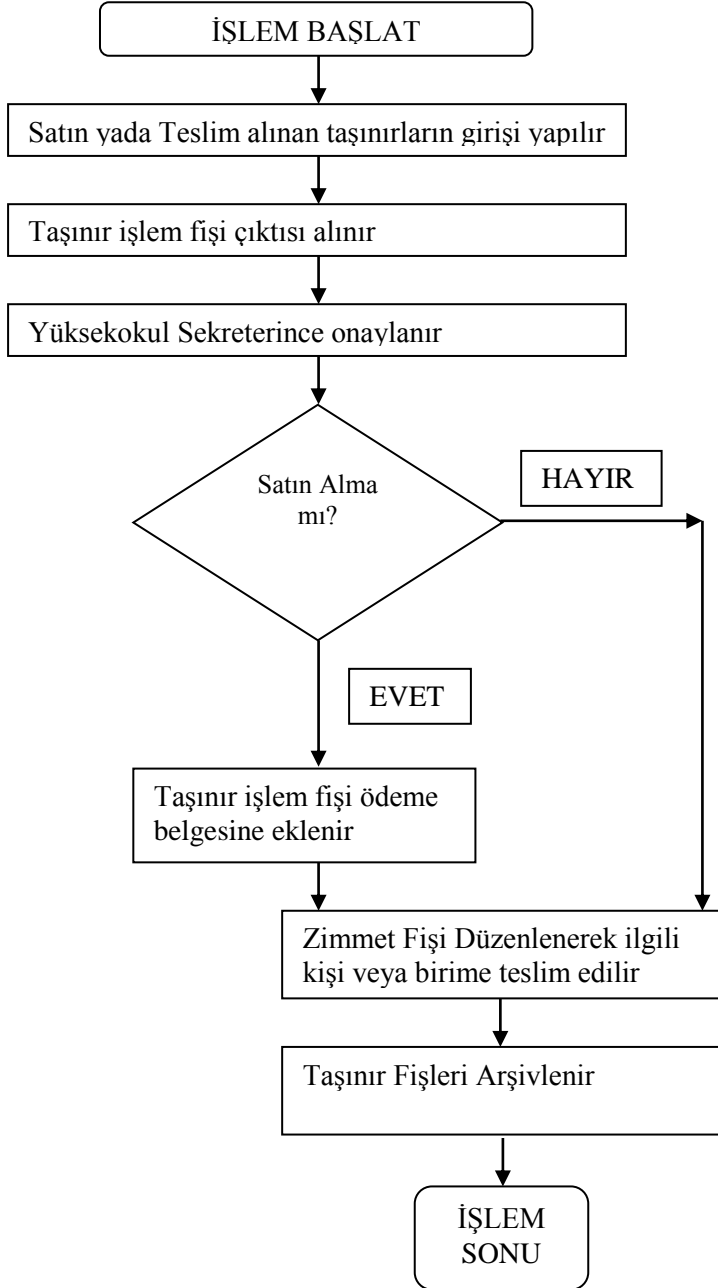 İŞLEM BAŞLAT
Satın yada Teslim alınan taşınırların girişi yapılır
Taşınır işlem fişi çıktısı alınır
Yüksekokul Sekreterince onaylanır
Satın Alma
mı?
HAYIR
EVET
Taşınır işlem fişi ödeme
belgesine eklenir
Zimmet Fişi Düzenlenerek ilgili
kişi veya birime teslim edilir
Taşınır Fişleri Arşivlenir
İŞLEM
SONU